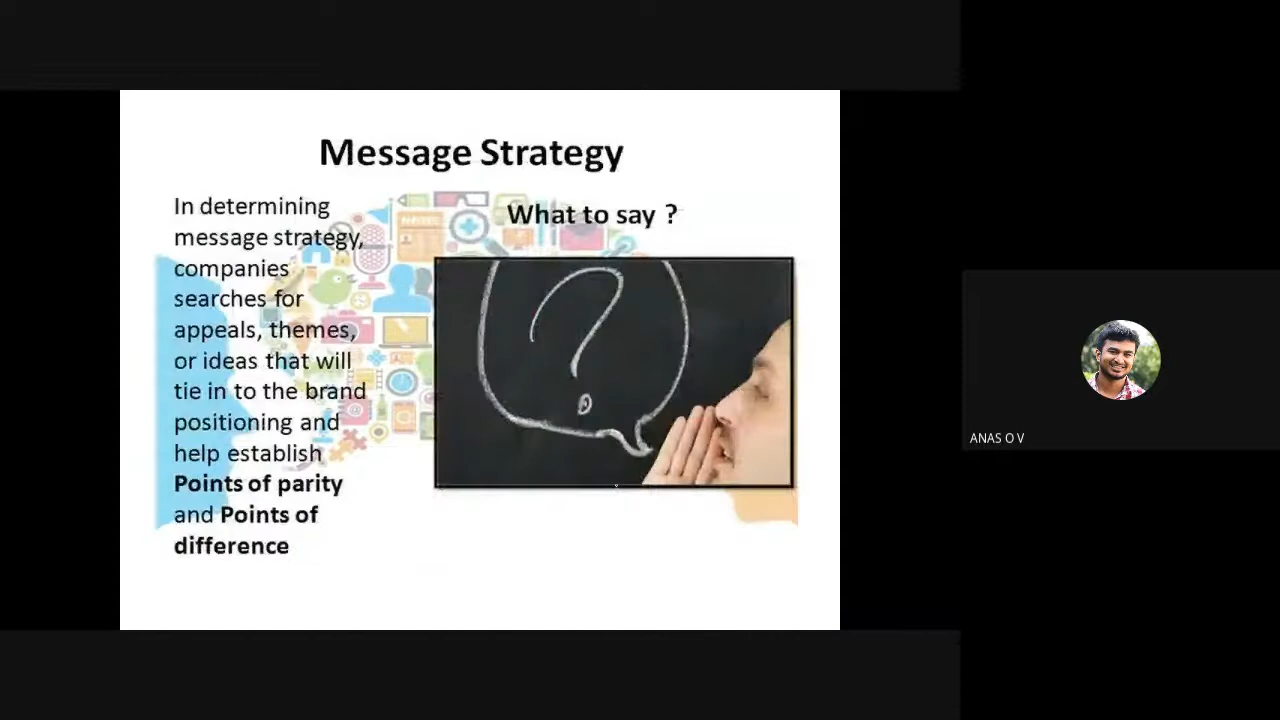 Message Strategy
In determining
message strategy,
companies
searches for
appeals, themes,
or ideas that will
tie in to the brand
positioning and
help establish
Points of parity
and Points of
difference
What to say ?
ANAS O V